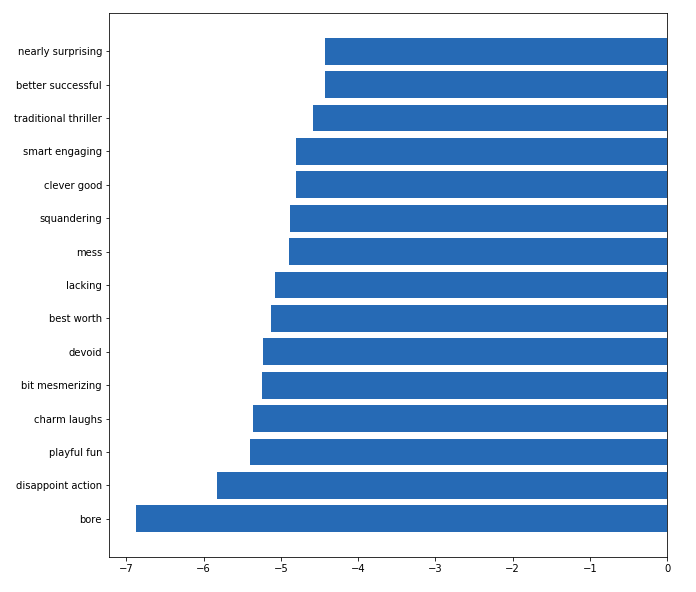 nearly surprising
better successful
traditional thriller
smart engaging
clever good
squandering
mess
lacking
best worth
devoid
bit mesmerizing
charm laughs
playful fun
disappoint action
bore
−7 −6 −5 −4 −3 −2 −1 0